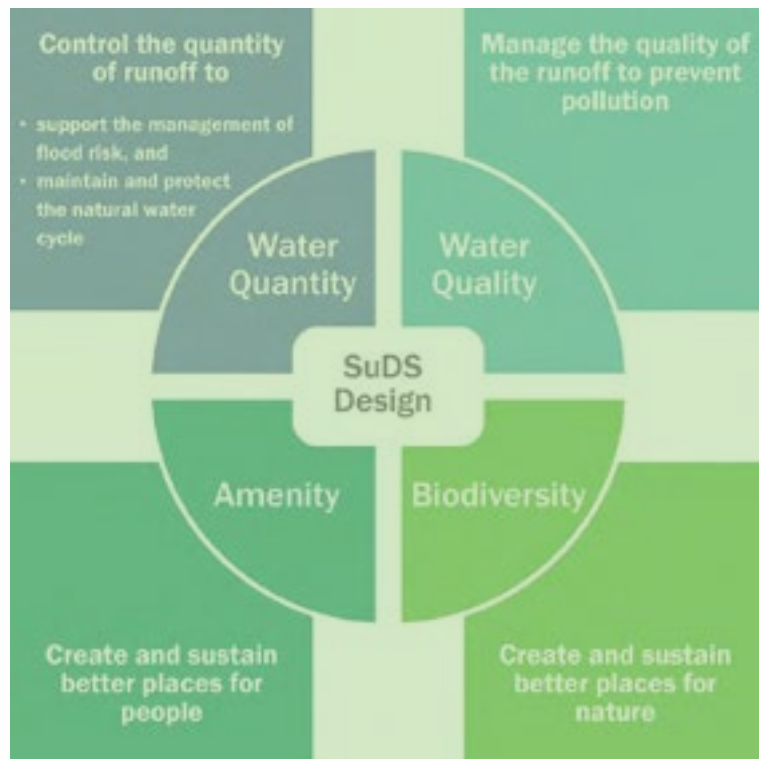 Control the quantity
of runoff to
• support the management of
flood risk, and
• maintain and protect
the natural water
cycle
Manage the quality of
the runoff to prevent
pollution
Water
Quantity
Water
Quality
SuDS
Design
Amenity
Biodiversity
Create and sustain
better places for
people
Create and sustain
better places for
nature